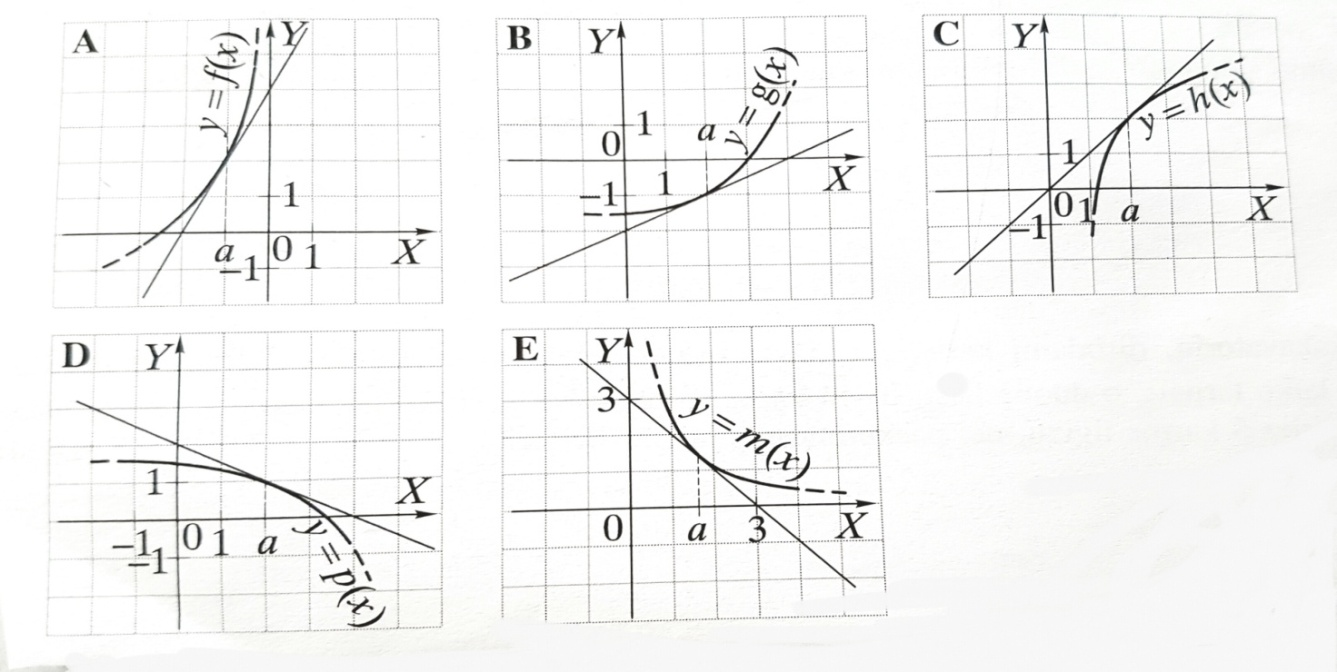 A
Y
y = f(x)
1
a
0
1
X
−1
B
Y
y = g(x)
1
a
0
X
−1
1
C
Y
y = h(x)
1
0
1
a
X
−1
D
Y
1
X
−1
0
1
a
−1
y = p(x)
E
Y
3
y = m(x)
0
a
3
X